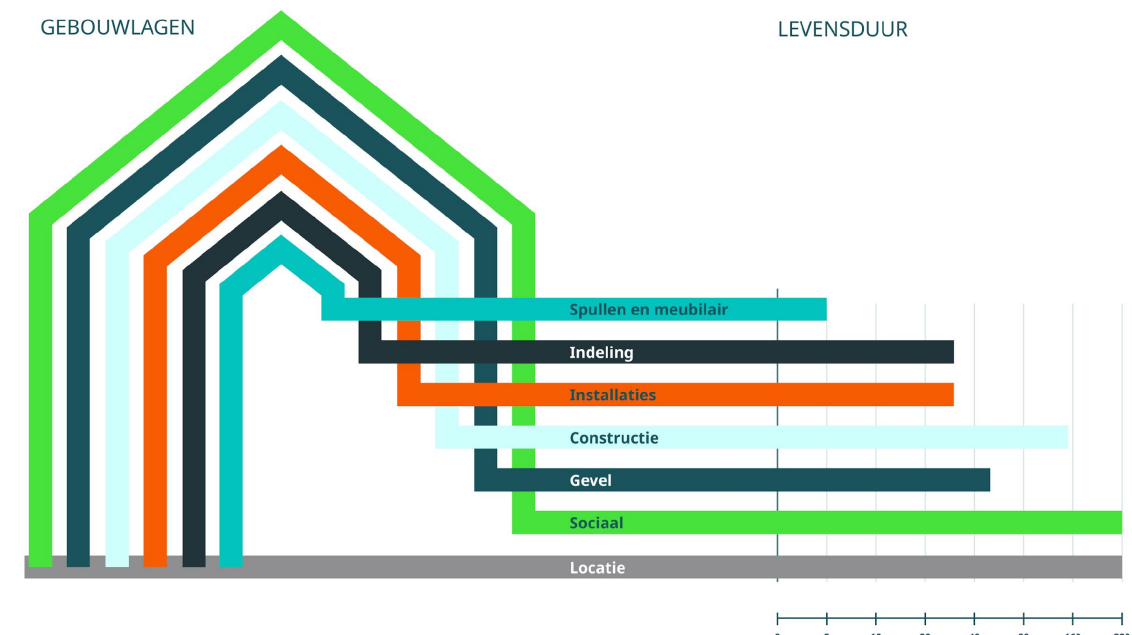 GEBOUWLAGEN
LEVENSDUUR
Spullen en meubilair
Indeling
Installaties
Constructie
Gevel
Sociaal
Locatie